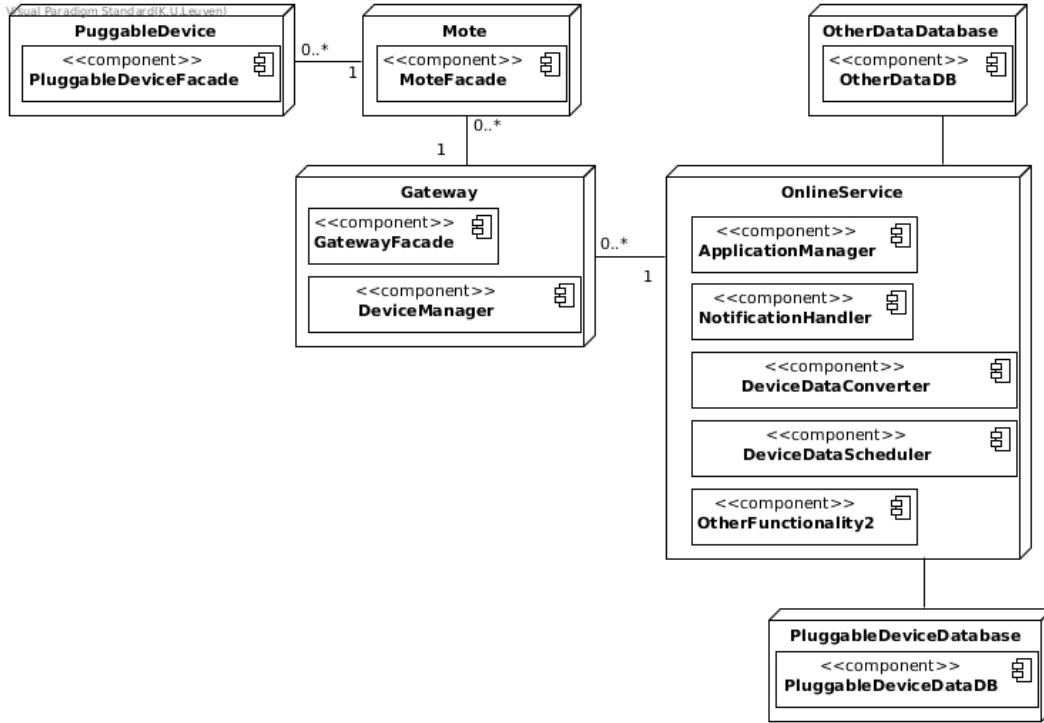 Visual Paradigm Standard(K.U.Leuven)
PuggableDevice
<<component>>
PluggableDeviceFacade
0..*
1
Mote
<<component>>
MoteFacade
0..*
1
OtherDataDatabase
<<component>>
OtherDataDB
Gateway
<<component>>
GatewayFacade
<<component>>
DeviceManager
0..*
1
OnlineService
<<component>>
ApplicationManager
<<component>>
NotificationHandler
<<component>>
DeviceDataConverter
<<component>>
DeviceDataScheduler
<<component>>
OtherFunctionality2
PluggableDeviceDatabase
<<component>>
PluggableDeviceDataDB